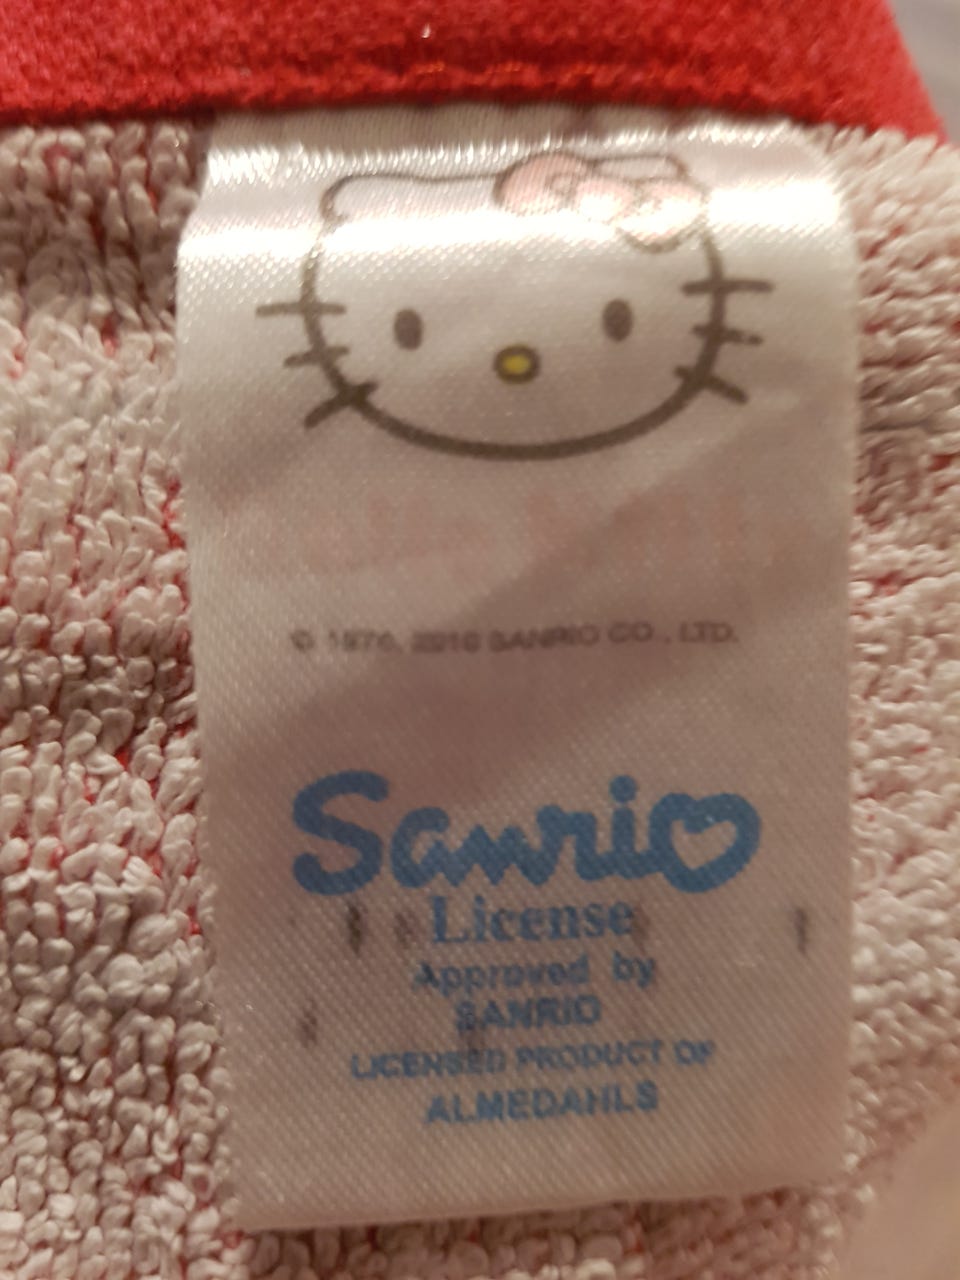 © 1976, 2016 SANRIO CO., LTD.
Sanrio
License
Approved by
SANRIO
LICENSED PRODUCT OF
ALMEDAHLS